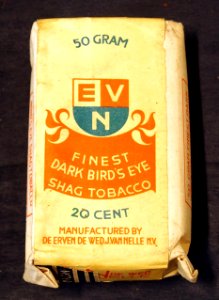 50 GRAM
E V
N
FINEST
DARK BIRD'S EYE
SHAG TOBACCO
20 CENT
MANUFACTURED BY
DE ERVEN DE WED. J. VAN NELLE N.V.